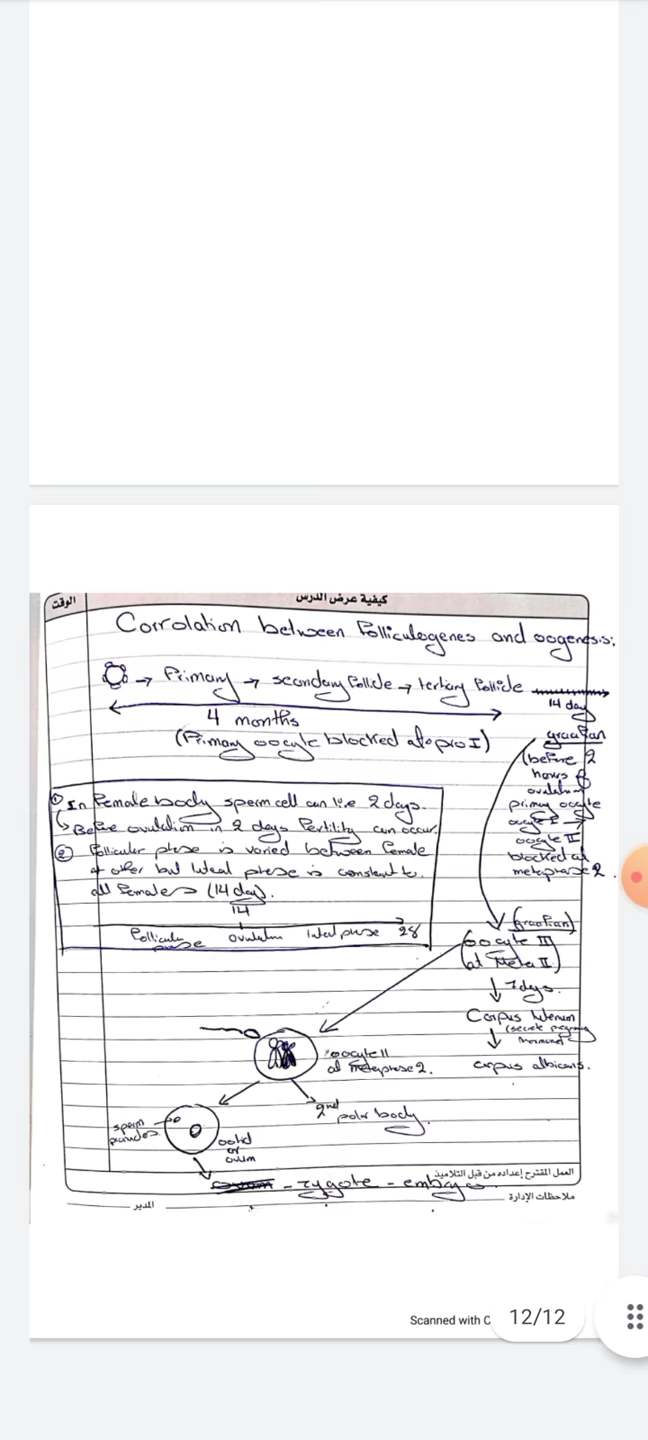 الوقت
كيفية عرض الدرس
Corrolation between Folliculogenes and oogenesis:
→ Primary → secondary follicle → tertiary follicle
14 day
4 months
(Primary oocyte blocked at pro I)
graafian
(before 2
hours of
ovulation
primary oocyte
oocyte I →
oocyte II
blocked at
metaphase 2.
① In Female body sperm cell can live 2 days.
↳ Before ovulation in 2 days Fertility can occur.
② Follicular phase is varied between female
other but luteal phase is constant to
all females (14 day).
14
Follicular phase ovulation luteal phase 28
(graafian)
oocyte II
(at Meta II)
↓ 7 days.
Corpus luteum
↓ (secrete
hormone)
corpus albicans.
oocyte II
at metaphase 2.
2nd polar body
sperm
ootid
or
ovum
- zygote - embryo
العمل المقترح إعداده من قبل التلاميذ
ملاحظات الإدارة
المدير
Scanned with C
12/12